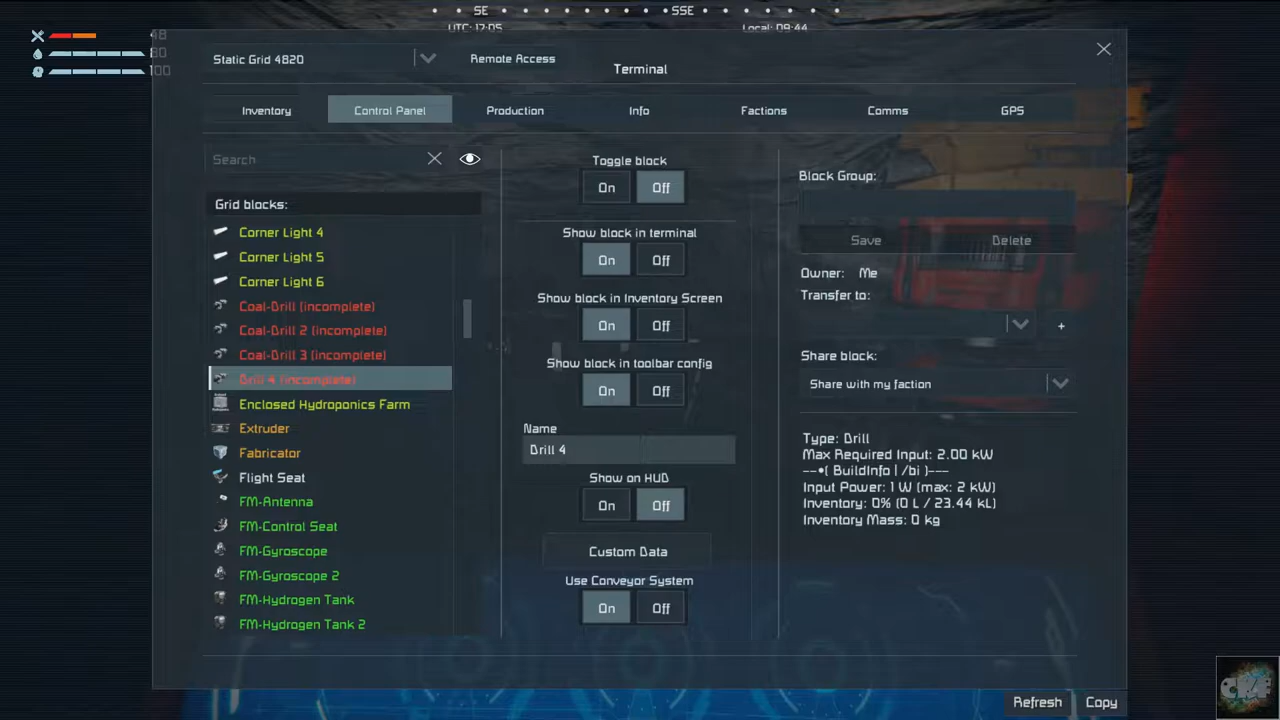 SE SSE
UTC: 17:05 Local: 09:44
48
80
100
Static Grid 4820 Remote Access
Terminal
Inventory Control Panel Production Info Factions Comms GPS
Search
Grid blocks:
Corner Light 4
Corner Light 5
Corner Light 6
Coal-Drill (incomplete)
Coal-Drill 2 (incomplete)
Coal-Drill 3 (incomplete)
Drill 4 (incomplete)
Enclosed Hydroponics Farm
Extruder
Fabricator
Flight Seat
FM-Antenna
FM-Control Seat
FM-Gyroscope
FM-Gyroscope 2
FM-Hydrogen Tank
FM-Hydrogen Tank 2
Toggle block
On Off
Show block in terminal
On Off
Show block in Inventory Screen
On Off
Show block in toolbar config
On Off
Name
Drill 4
Show on HUD
On Off
Custom Data
Use Conveyor System
On Off
Block Group:
Save Delete
Owner: Me
Transfer to:
+
Share block:
Share with my faction
Type: Drill
Max Required Input: 2.00 kW
--•( BuildInfo | /bi )---
Input Power: 1 W (max: 2 kW)
Inventory: 0% (0 L / 23.44 kL)
Inventory Mass: 0 kg
Refresh Copy